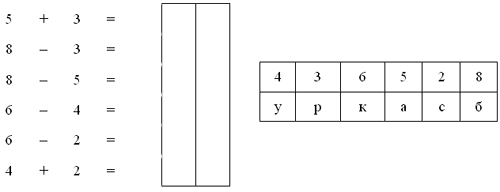 5 + 3 =
8 – 3 =
8 – 5 =
6 – 4 =
6 – 2 =
4 + 2 =
4 3 6 5 2 8
у р к а с б